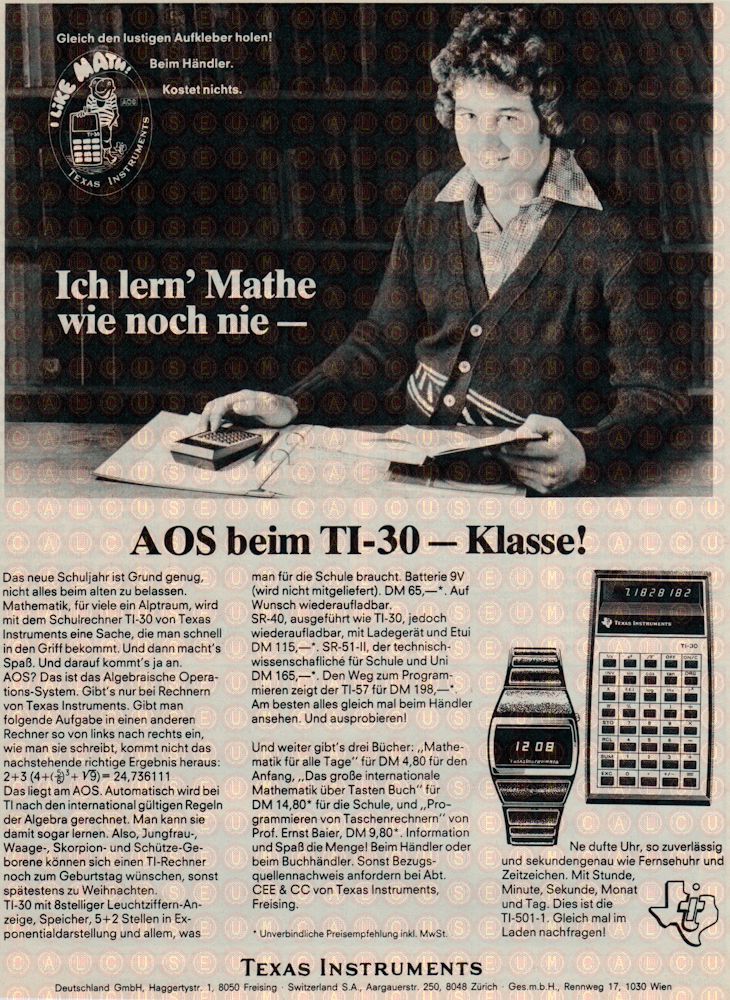 Gleich den lustigen Aufkleber holen!
Beim Händler.
Kostet nichts.
I LIKE MATH!
AOS
TI-30
TEXAS INSTRUMENTS
Ich lern’ Mathe
wie noch nie —
AOS beim TI-30 — Klasse!
Das neue Schuljahr ist Grund genug,
nicht alles beim alten zu belassen.
Mathematik, für viele ein Alptraum, wird
mit dem Schulrechner TI-30 von Texas
Instruments eine Sache, die man schnell
in den Griff bekommt. Und dann macht’s
Spaß. Und darauf kommt’s ja an.
AOS? Das ist das Algebraische Opera-
tions-System. Gibt’s nur bei Rechnern
von Texas Instruments. Gibt man
folgende Aufgabe in einen anderen
Rechner so von links nach rechts ein,
wie man sie schreibt, kommt nicht das
nachstehende richtige Ergebnis heraus:
2+3 (4+(5/8)³+√9) = 24,736111
Das liegt am AOS. Automatisch wird bei
TI nach den international gültigen Regeln
der Algebra gerechnet. Man kann sie
damit sogar lernen. Also, Jungfrau-,
Waage-, Skorpion- und Schütze-Ge-
borene können sich einen TI-Rechner
noch zum Geburtstag wünschen, sonst
spätestens zu Weihnachten.
TI-30 mit 8stelliger Leuchtziffern-An-
zeige, Speicher, 5+2 Stellen in Ex-
ponentialdarstellung und allem, was
man für die Schule braucht. Batterie 9V
(wird nicht mitgeliefert). DM 65,—*. Auf
Wunsch wiederaufladbar.
SR-40, ausgeführt wie TI-30, jedoch
wiederaufladbar, mit Ladegerät und Etui
DM 115,—*. SR-51-II, der technisch-
wissenschafliché für Schule und Uni
DM 165,—*. Den Weg zum Program-
mieren zeigt der TI-57 für DM 198,—*.
Am besten alles gleich mal beim Händler
ansehen. Und ausprobieren!
Und weiter gibt’s drei Bücher: „Mathe-
matik für alle Tage“ für DM 4,80 für den
Anfang, „Das große internationale
Mathematik über Tasten Buch“ für
DM 14,80* für die Schule, und „Pro-
grammieren von Taschenrechnern“ von
Prof. Ernst Baier, DM 9,80*. Information
und Spaß die Menge! Beim Händler oder
beim Buchhändler. Sonst Bezugs-
quellennachweis anfordern bei Abt.
CEE & CC von Texas Instruments,
Freising.
* Unverbindliche Preisempfehlung inkl. MwSt.
7.1828182
TEXAS INSTRUMENTS
TI-30
12 08
Texas Instruments
Ne dufte Uhr, so zuverlässig
und sekundengenau wie Fernsehuhr und
Zeitzeichen. Mit Stunde,
Minute, Sekunde, Monat
und Tag. Dies ist die
TI-501-1. Gleich mal im
Laden nachfragen!
TEXAS INSTRUMENTS
Deutschland GmbH, Haggertystr. 1, 8050 Freising · Switzerland S.A., Aargauerstr. 250, 8048 Zürich · Ges.m.b.H., Rennweg 17, 1030 Wien